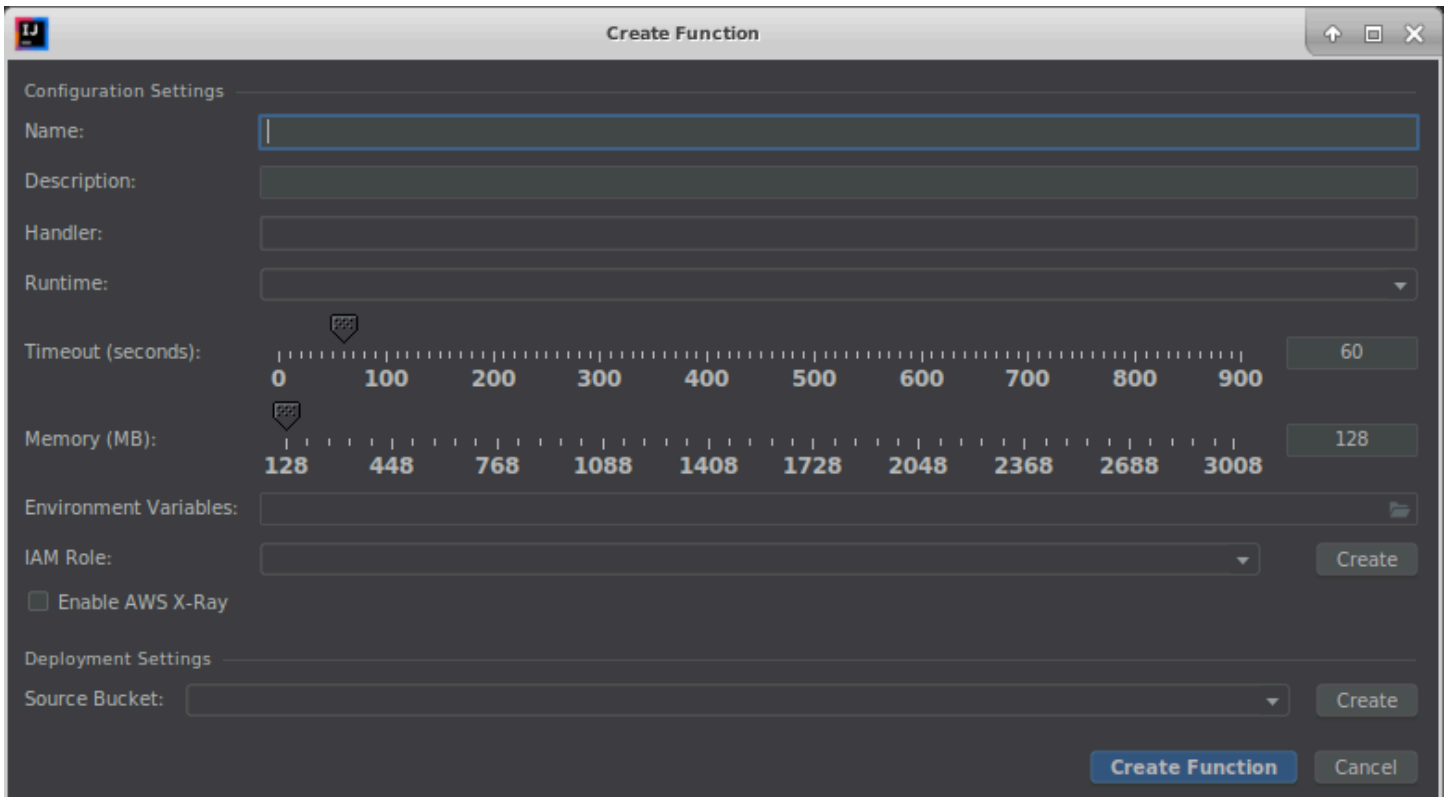 IJ
Create Function
Configuration Settings
Name:
Description:
Handler:
Runtime:
Timeout (seconds):
0 100 200 300 400 500 600 700 800 900
60
Memory (MB):
128 448 768 1088 1408 1728 2048 2368 2688 3008
128
Environment Variables:
IAM Role:
Create
Enable AWS X-Ray
Deployment Settings
Source Bucket:
Create
Create Function
Cancel